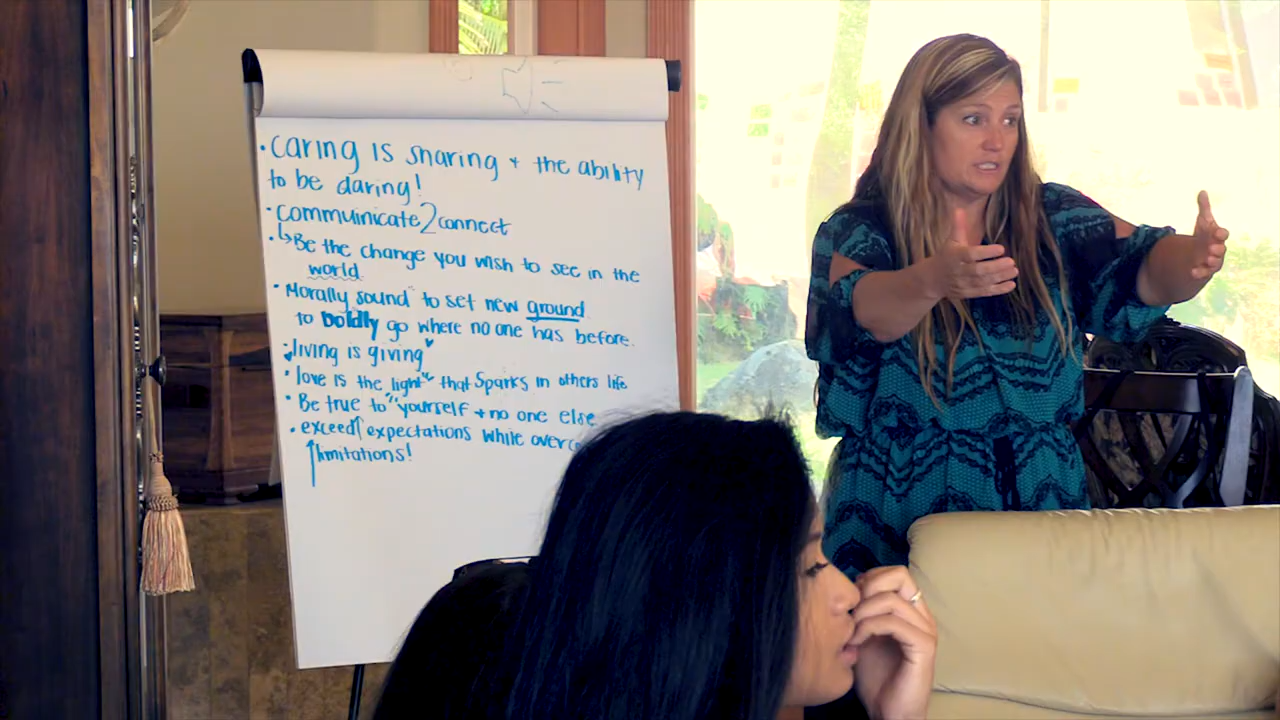 • Caring is sharing + the ability
to be daring!
• Communicate 2 connect
• ↳ Be the change you wish to see in the
world.
• "Morally sound" to set new ground
to boldly go where no one has before.
• living is giving
• love is the light that sparks in others life
• Be true to "yourself + no one else
• exceed expectations while
limitations!